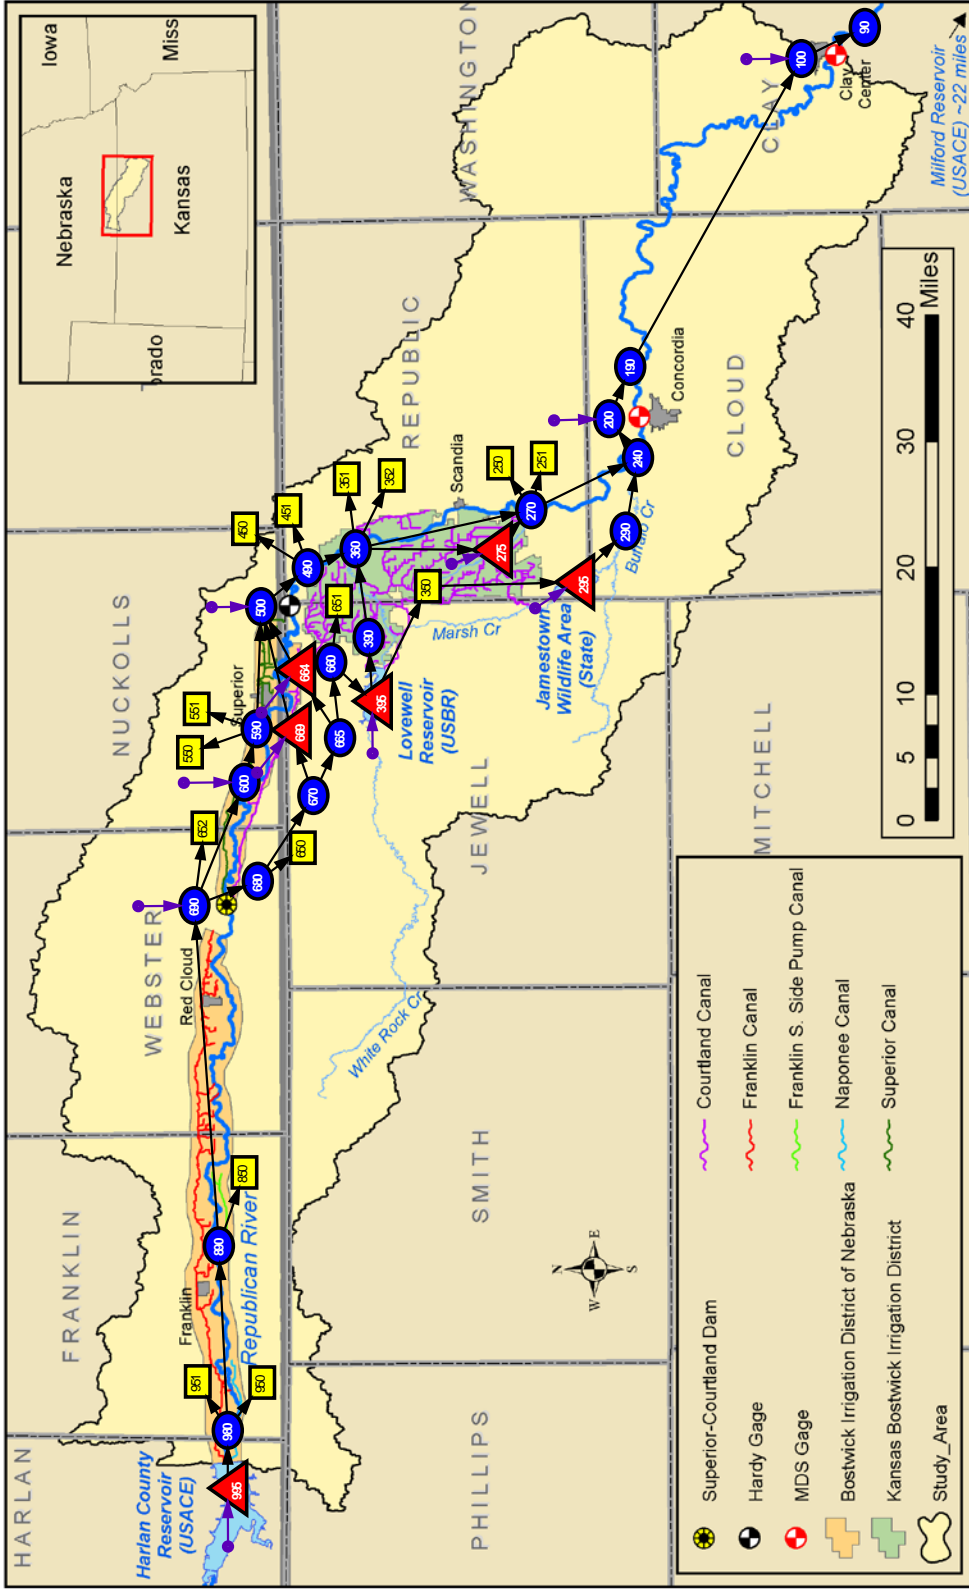 HARLAN
FRANKLIN
WEBSTER
NUCKOLLS
Iowa
Nebraska
orado
Kansas
Miss
Harlan County
Reservoir
(USACE)
995
980
951
950
Franklin
890
850
Republican River
Red Cloud
690
652
680
650
600
590
550
551
Superior
670
669
664
665
660
651
500
490
450
451
360
351
352
390
395
350
Lovewell
Reservoir
(USBR)
White Rock Cr
Marsh Cr
Scandia
REPUBLIC
WASHINGTON
275
270
250
251
295
290
240
200
190
Jamestown
Wildlife Area
(State)
Buffalo Cr
Concordia
CLOUD
CLAY
100
90
Clay
Center
Milford Reservoir
(USACE) ~22 miles
PHILLIPS
SMITH
JEWELL
MITCHELL
N
W
E
S
Superior-Courtland Dam
Hardy Gage
MDS Gage
Bostwick Irrigation District of Nebraska
Kansas Bostwick Irrigation District
Study_Area
Courtland Canal
Franklin Canal
Franklin S. Side Pump Canal
Naponee Canal
Superior Canal
0 5 10 20 30 40
Miles